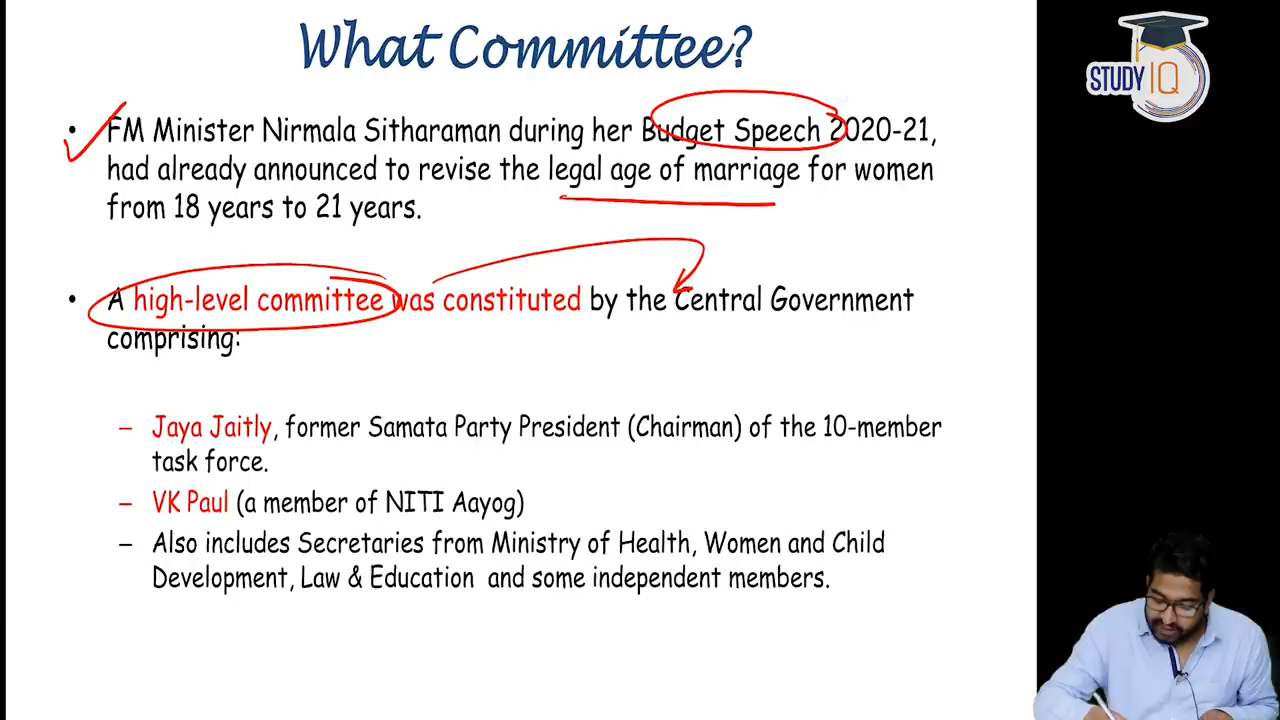 What Committee?
STUDY IQ
• FM Minister Nirmala Sitharaman during her Budget Speech 2020-21,
had already announced to revise the legal age of marriage for women
from 18 years to 21 years.
• A high-level committee was constituted by the Central Government
comprising:
– Jaya Jaitly, former Samata Party President (Chairman) of the 10-member
task force.
– VK Paul (a member of NITI Aayog)
– Also includes Secretaries from Ministry of Health, Women and Child
Development, Law & Education and some independent members.